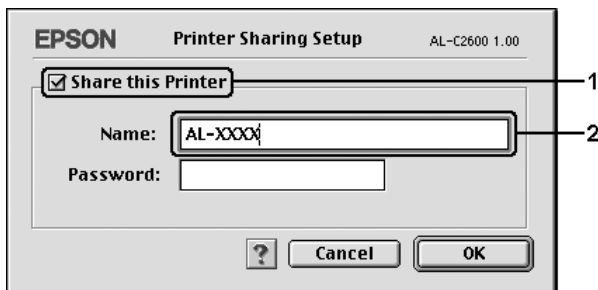 EPSON Printer Sharing Setup AL-C2600 1.00
Share this Printer 1
Name: AL-XXXX 2
Password:
? Cancel OK